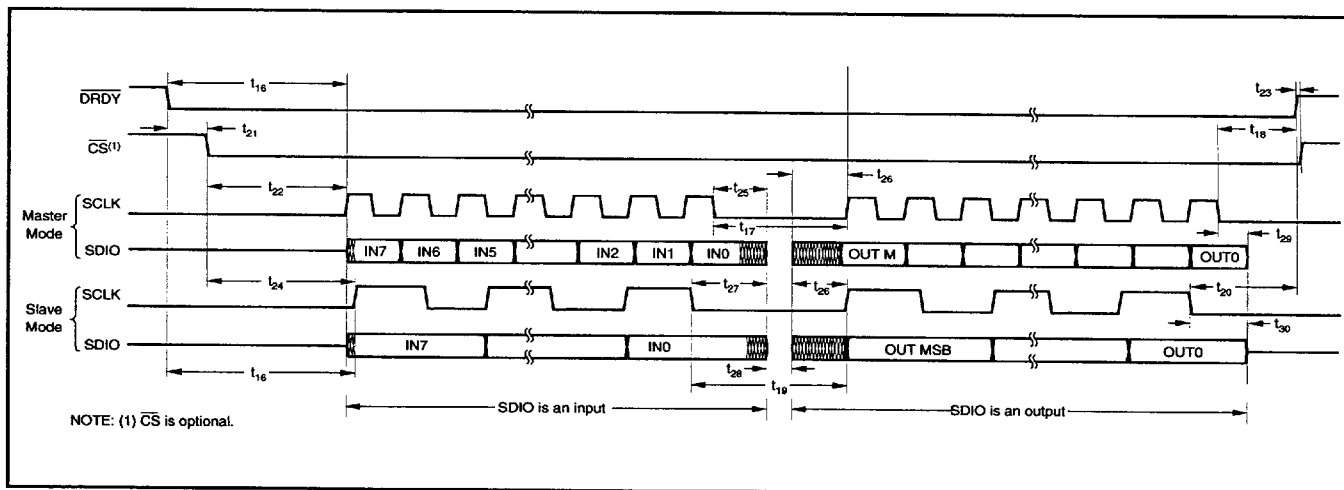 t16
t23
DRDY
t21
t18
CS(1)
t22
t25
t26
Master Mode
SCLK
t17
t29
SDIO
IN7 IN6 IN5 IN2 IN1 IN0 OUT M OUT0
t24
t27
t26
t20
Slave Mode
SCLK
t30
SDIO
IN7 IN0 OUT MSB OUT0
t16
t28
t19
SDIO is an input
SDIO is an output
NOTE: (1) CS is optional.